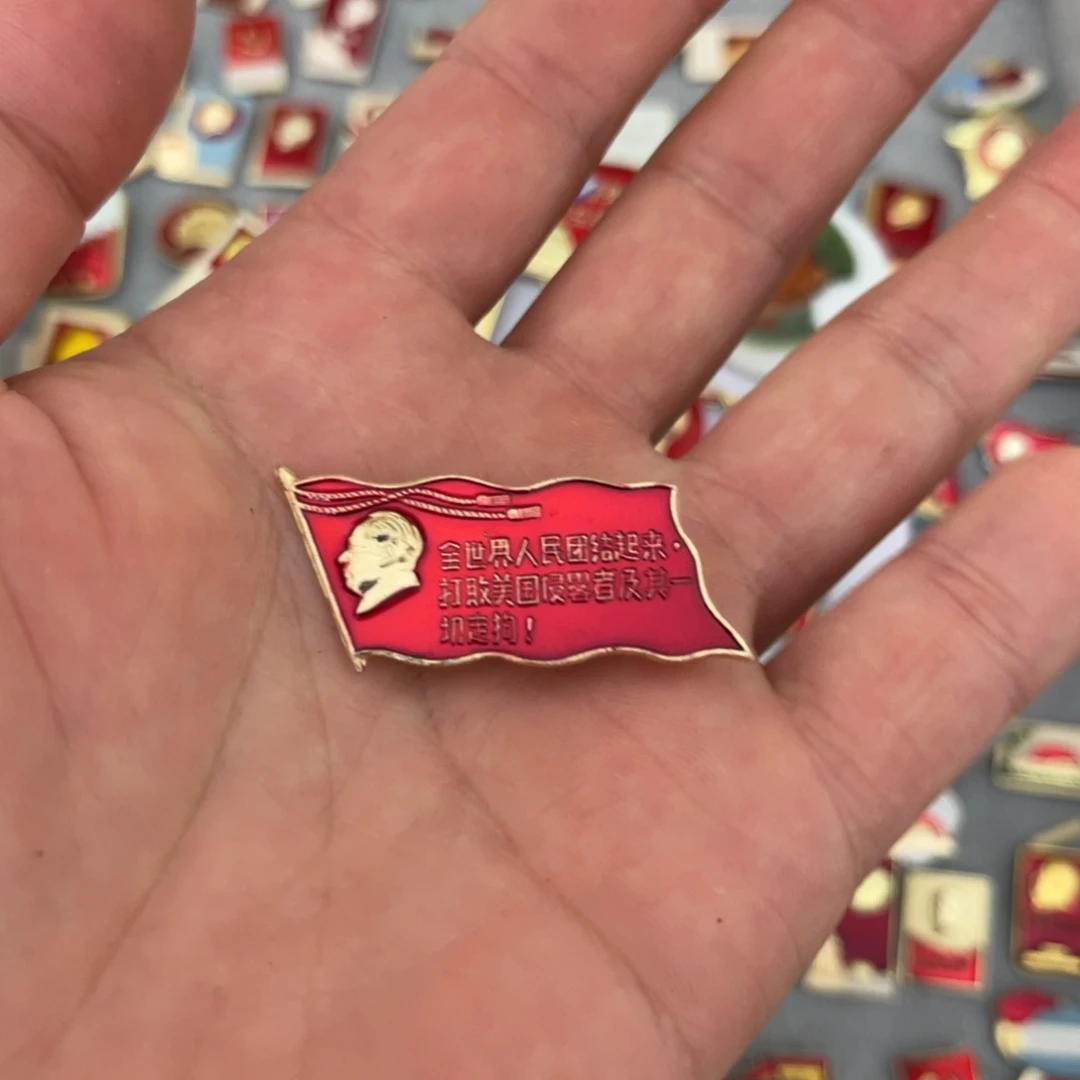 全世界人民团结起来·
打败美国侵畧者及其一
切走狗！